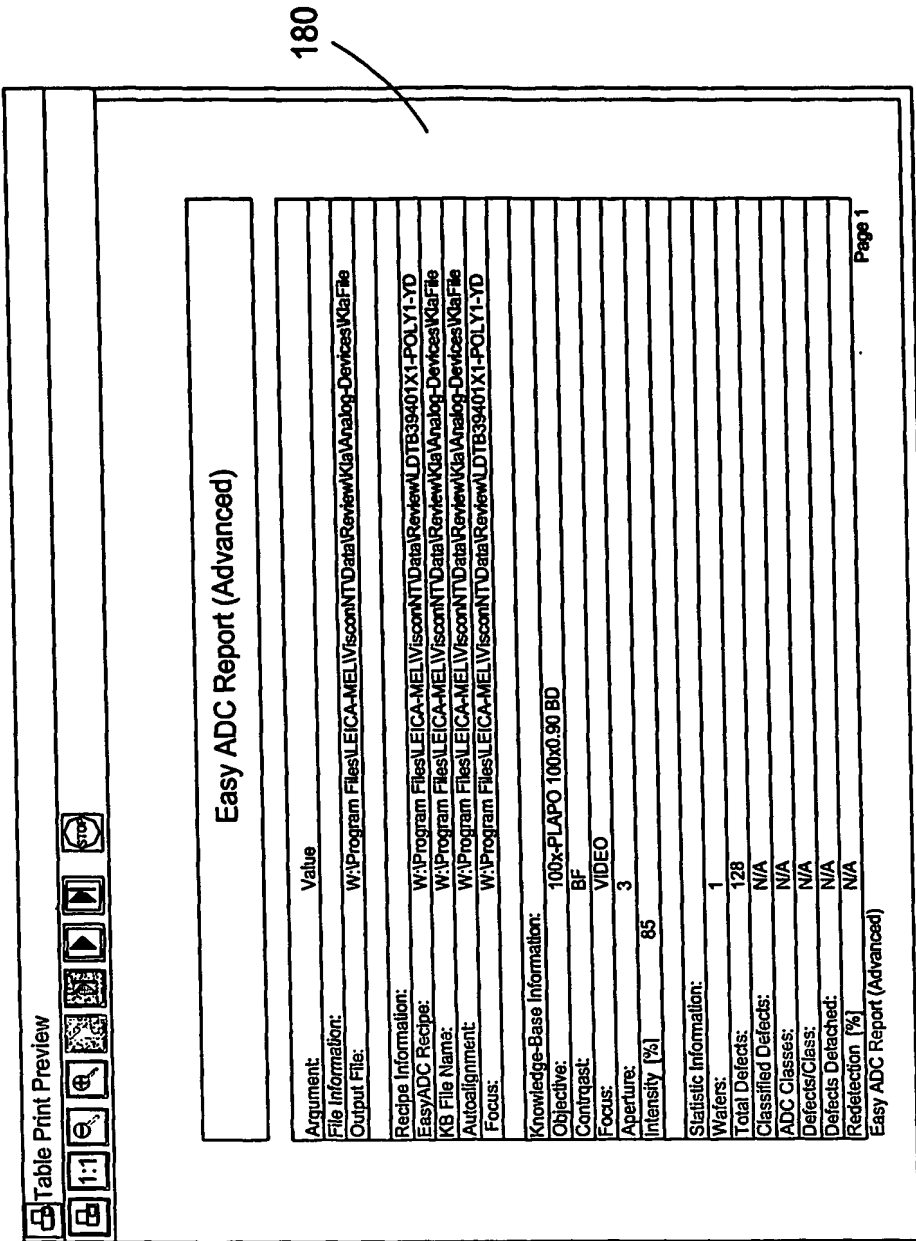 180
Table Print Preview
1:1 STOP
Easy ADC Report (Advanced)
Argument: Value
File Information:
Output File: W:\Program Files\LEICA-MEL\VisconNT\Data\Review\Kla\Analog-Devices\KlaFile
Recipe Information:
EasyADC Recipe: W:\Program Files\LEICA-MEL\VisconNT\Data\Review\LDTB39401X1-POLY1-YD
KB File Name: W:\Program Files\LEICA-MEL\VisconNT\Data\Review\Kla\Analog-Devices\KlaFile
Autoalignment: W:\Program Files\LEICA-MEL\VisconNT\Data\Review\Kla\Analog-Devices\KlaFile
Focus: W:\Program Files\LEICA-MEL\VisconNT\Data\Review\LDTB39401X1-POLY1-YD
Knowledge-Base Information:
Objective: 100x-PLAPO 100x0.90 BD
Contrqast: BF
Focus: VIDEO
Aperture: 3
Intensity [%] 85
Statistic Information:
Wafers: 1
Total Defects: 128
Classified Defects: N/A
ADC Classes: N/A
Defects/Class: N/A
Defects Detached: N/A
Redetection [%] N/A
Easy ADC Report (Advanced) Page 1